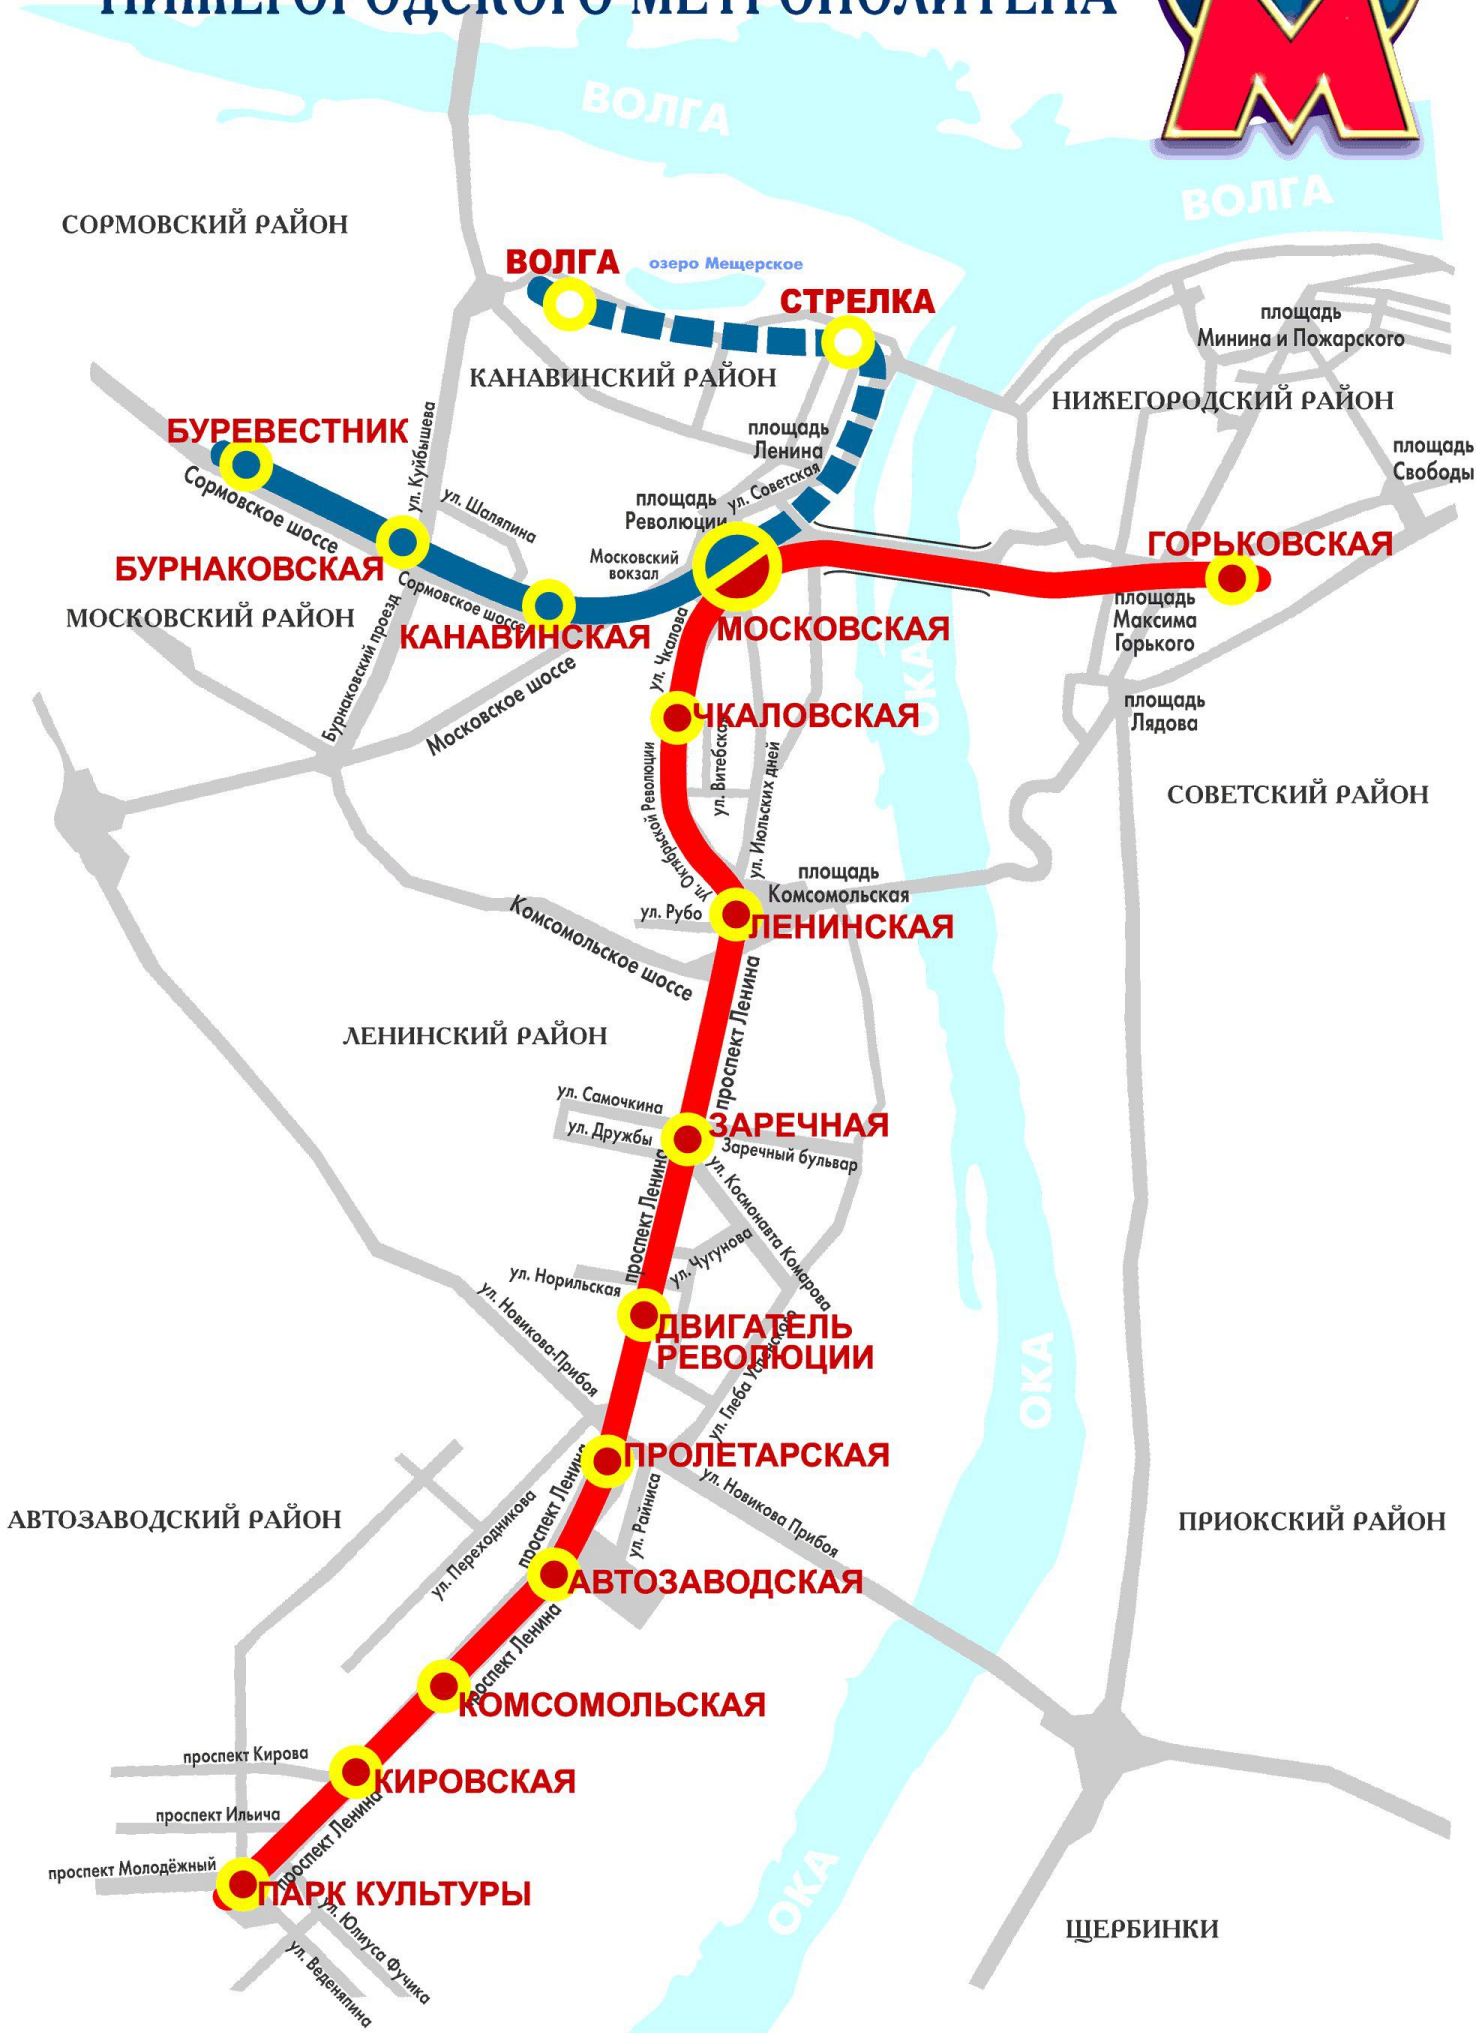 НИЖЕГОРОДСКОГО МЕТРОПОЛИТЕНА
М
ВОЛГА
ВОЛГА
СОРМОВСКИЙ РАЙОН
ВОЛГА
озеро Мещерское
СТРЕЛКА
площадь
Минина и Пожарского
КАНАВИНСКИЙ РАЙОН
НИЖЕГОРОДСКИЙ РАЙОН
БУРЕВЕСТНИК
ул. Куйбышева
площадь
Ленина
площадь
Свободы
Сормовское шоссе
ул. Шаляпина
площадь
Революции
ул. Советская
Московский
вокзал
ГОРЬКОВСКАЯ
БУРНАКОВСКАЯ
Сормовское шоссе
площадь
Максима
Горького
МОСКОВСКИЙ РАЙОН
КАНАВИНСКАЯ
МОСКОВСКАЯ
ул. Чкалова
Бурнаковский проезд
Московское шоссе
ОКА
ЧКАЛОВСКАЯ
площадь
Лядова
ул. Витебская
ул. Октябрьской Революции
ул. Июльских дней
СОВЕТСКИЙ РАЙОН
площадь
Комсомольская
ул. Рубо
ЛЕНИНСКАЯ
Комсомольское шоссе
проспект Ленина
ЛЕНИНСКИЙ РАЙОН
ул. Самочкина
ЗАРЕЧНАЯ
ул. Дружбы
Заречный бульвар
проспект Ленина
ул. Космонавта Комарова
ул. Чугунова
ул. Норильская
ул. Новикова-Прибоя
ДВИГАТЕЛЬ
РЕВОЛЮЦИИ
ул. Глеба Успенского
ОКА
ПРОЛЕТАРСКАЯ
проспект Ленина
ул. Переходникова
ул. Райниса
ул. Новикова Прибоя
АВТОЗАВОДСКИЙ РАЙОН
ПРИОКСКИЙ РАЙОН
АВТОЗАВОДСКАЯ
проспект Ленина
КОМСОМОЛЬСКАЯ
проспект Кирова
КИРОВСКАЯ
проспект Ильича
проспект Ленина
проспект Молодёжный
ПАРК КУЛЬТУРЫ
ОКА
ул. Юлиуса Фучика
ул. Веденяпина
ЩЕРБИНКИ